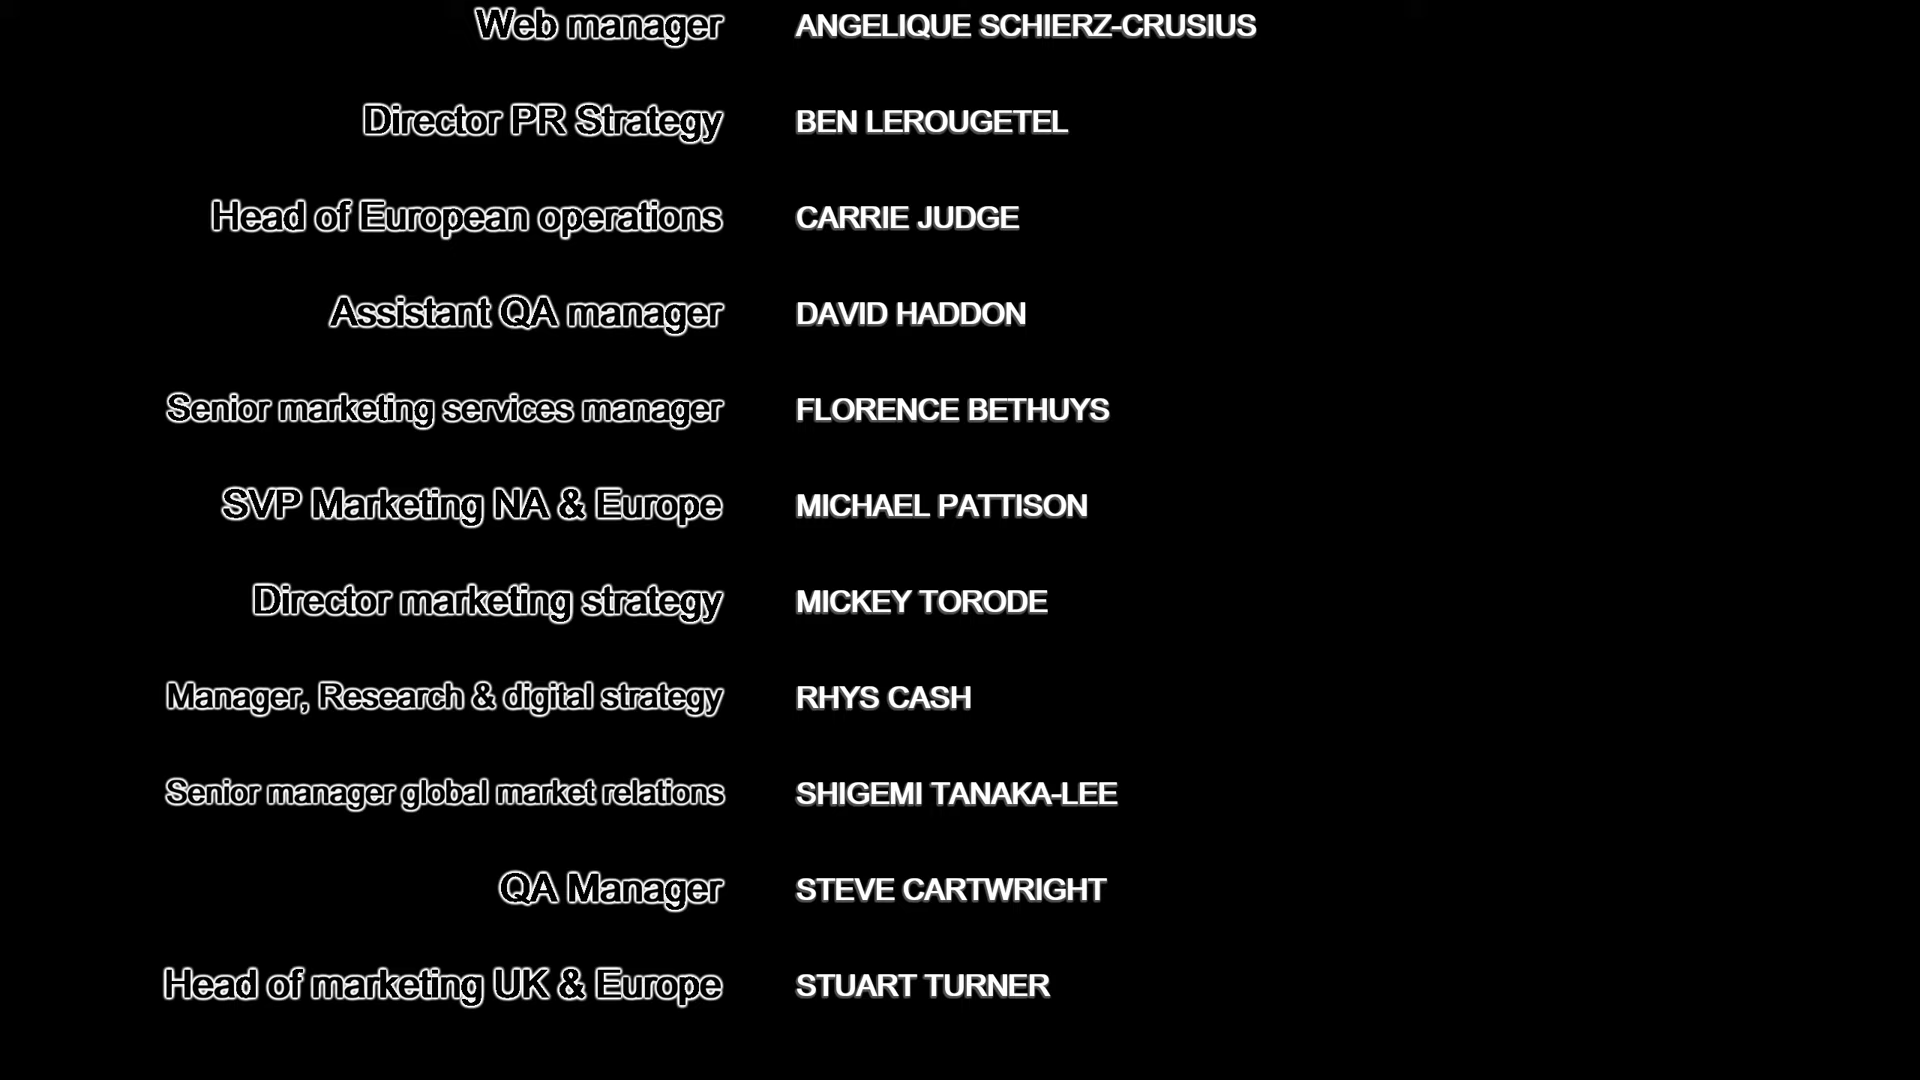 Web manager ANGELIQUE SCHIERZ-CRUSIUS
Director PR Strategy BEN LEROUGETEL
Head of European operations CARRIE JUDGE
Assistant QA manager DAVID HADDON
Senior marketing services manager FLORENCE BETHUYS
SVP Marketing NA & Europe MICHAEL PATTISON
Director marketing strategy MICKEY TORODE
Manager, Research & digital strategy RHYS CASH
Senior manager global market relations SHIGEMI TANAKA-LEE
QA Manager STEVE CARTWRIGHT
Head of marketing UK & Europe STUART TURNER